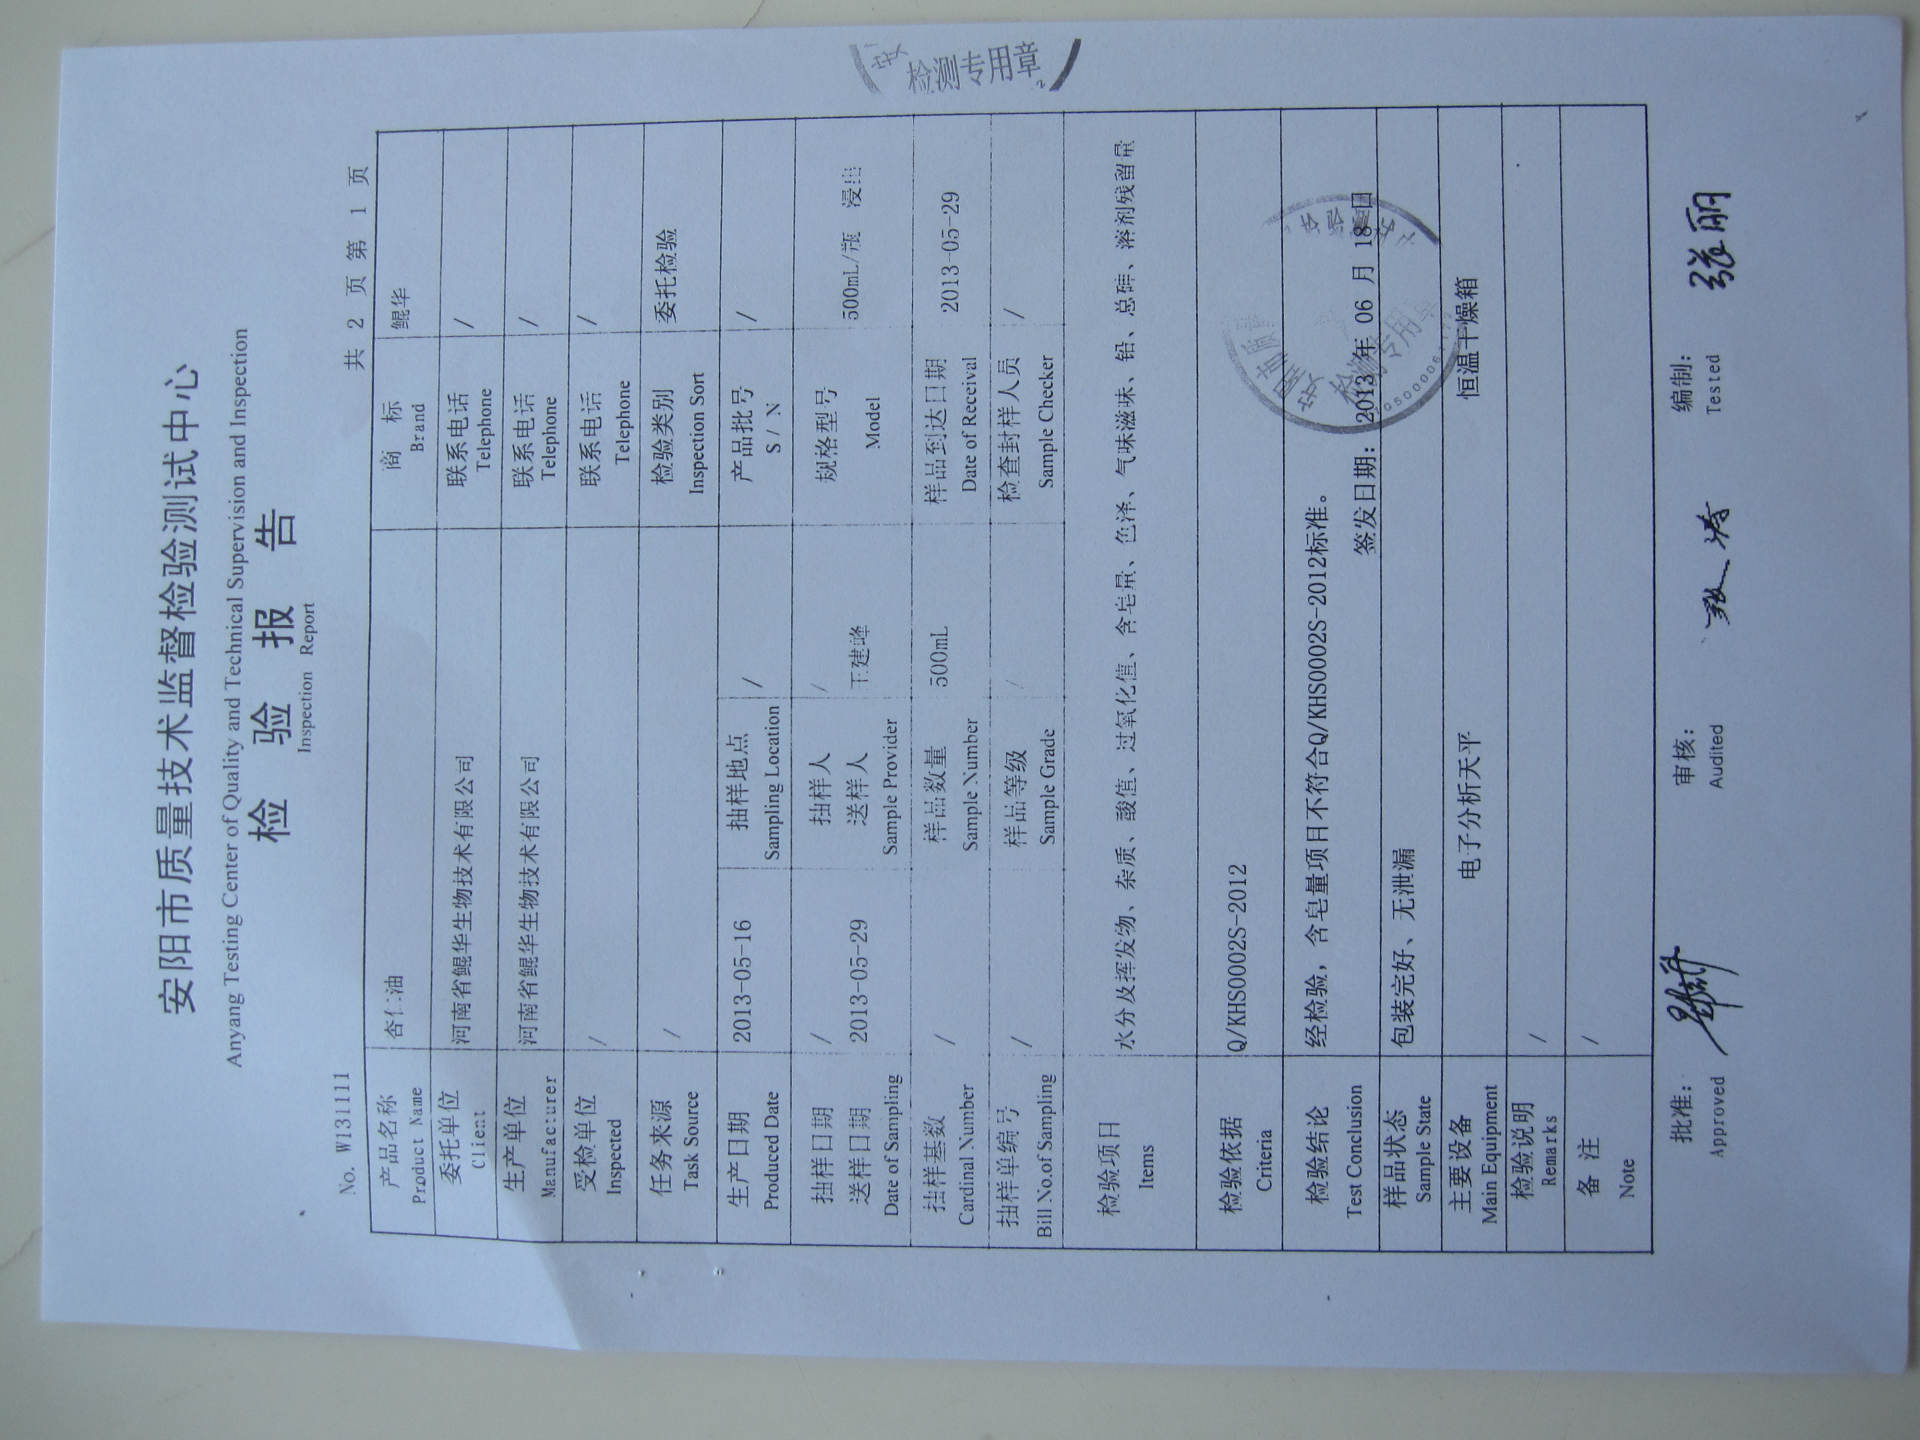 安阳市质量技术监督检验测试中心
Anyang Testing Center of Quality and Technical Supervision and Inspection
检 验 报 告
Inspection Report
No. W131111 共 2 页 第 1 页
产品名称 Product Name 杏仁油 商 标 Brand 鲲华
委托单位 Client 河南省鲲华生物技术有限公司 联系电话 Telephone /
生产单位 Manufacturer 河南省鲲华生物技术有限公司 联系电话 Telephone /
受检单位 Inspected / 联系电话 Telephone /
任务来源 Task Source / 检验类别 Inspection Sort 委托检验
生产日期 Produced Date 2013-05-16 抽样地点 Sampling Location / 产品批号 S/N /
抽样日期 / 抽样人 / 规格型号 Model 500mL/瓶 浸出
送样日期 Date of Sampling 2013-05-29 送样人 Sample Provider 王建峰
抽样基数 Cardinal Number / 样品数量 Sample Number 500mL 样品到达日期 Date of Receival 2013-05-29
抽样单编号 Bill No.of Sampling / 样品等级 Sample Grade / 检查封样人员 Sample Checker /
检验项目 Items 水分及挥发物、杂质、酸值、过氧化值、含皂量、色泽、气味滋味、铅、总砷、溶剂残留量
检验依据 Criteria Q/KHS0002S-2012
检验结论 Test Conclusion 经检验，含皂量项目不符合Q/KHS0002S-2012标准。
签发日期：2013 年 06 月 18 日
样品状态 Sample State 包装完好、无泄漏
主要设备 Main Equipment 电子分析天平 恒温干燥箱
检验说明 Remarks /
备 注 Note /
批准： 审核： 编制： 张丽
Approved Audited Tested
检测专用章